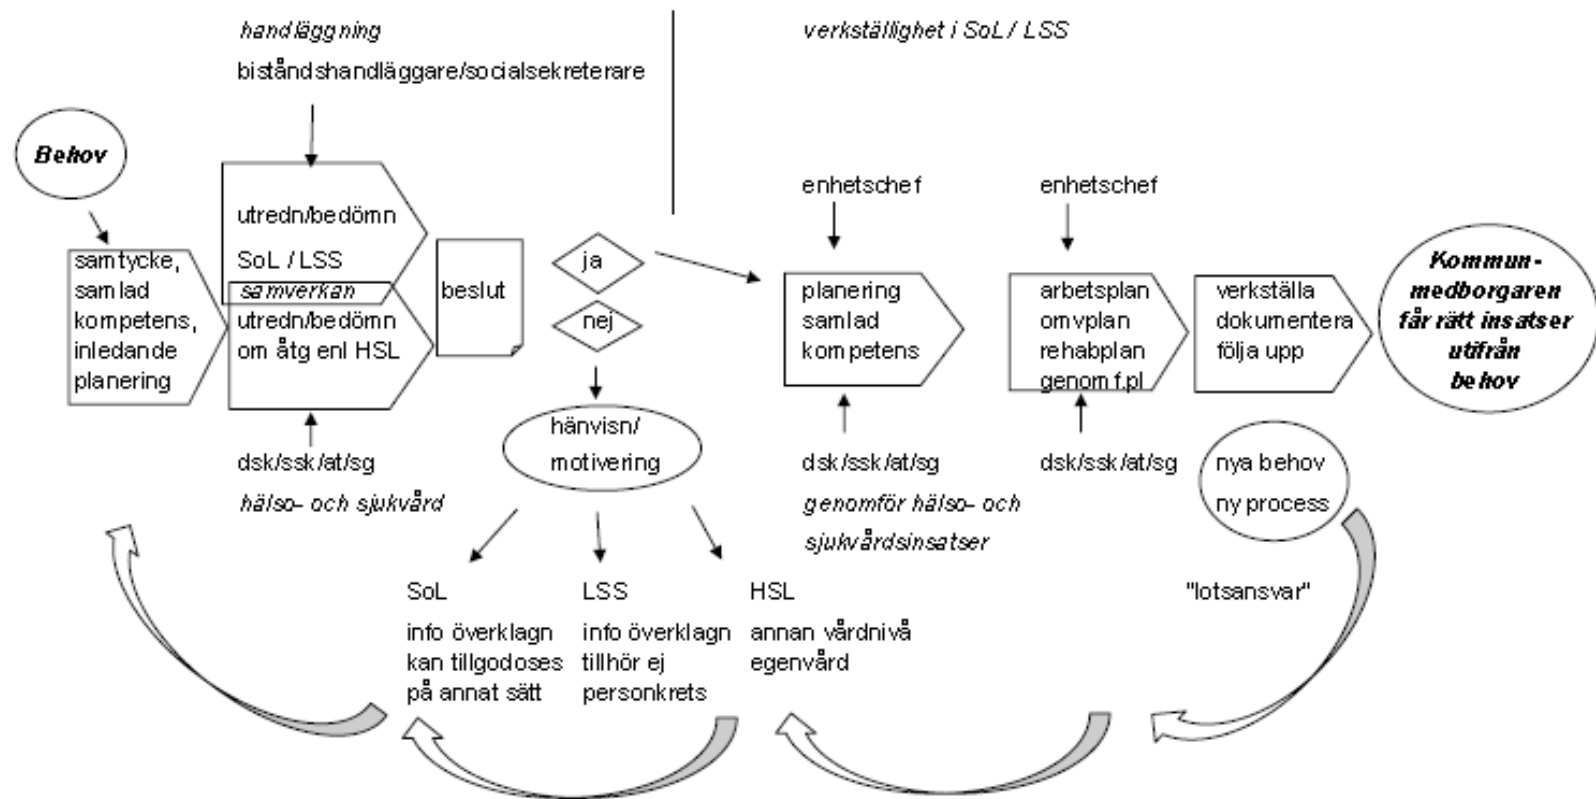 handläggning
biståndshandläggare/socialsekreterare
verkställighet i SoL / LSS
Behov
samtycke,
samlad
kompetens,
inledande
planering
utredn/bedömn
SoL / LSS
samverkan
utredn/bedömn
om åtg enl HSL
dsk/ssk/at/sg
hälso- och sjukvård
beslut
ja
nej
hänvisn/
motivering
SoL
info överklagn
kan tillgodoses
på annat sätt
LSS
info överklagn
tillhör ej
personkrets
HSL
annan vårdnivå
egenvård
enhetschef
planering
samlad
kompetens
dsk/ssk/at/sg
genomför hälso- och
sjukvårdsinsatser
enhetschef
arbetsplan
omvplan
rehabplan
genomf.pl
dsk/ssk/at/sg
verkställa
dokumentera
följa upp
nya behov
ny process
"lotsansvar"
Kommun-
medborgaren
får rätt insatser
utifrån
behov